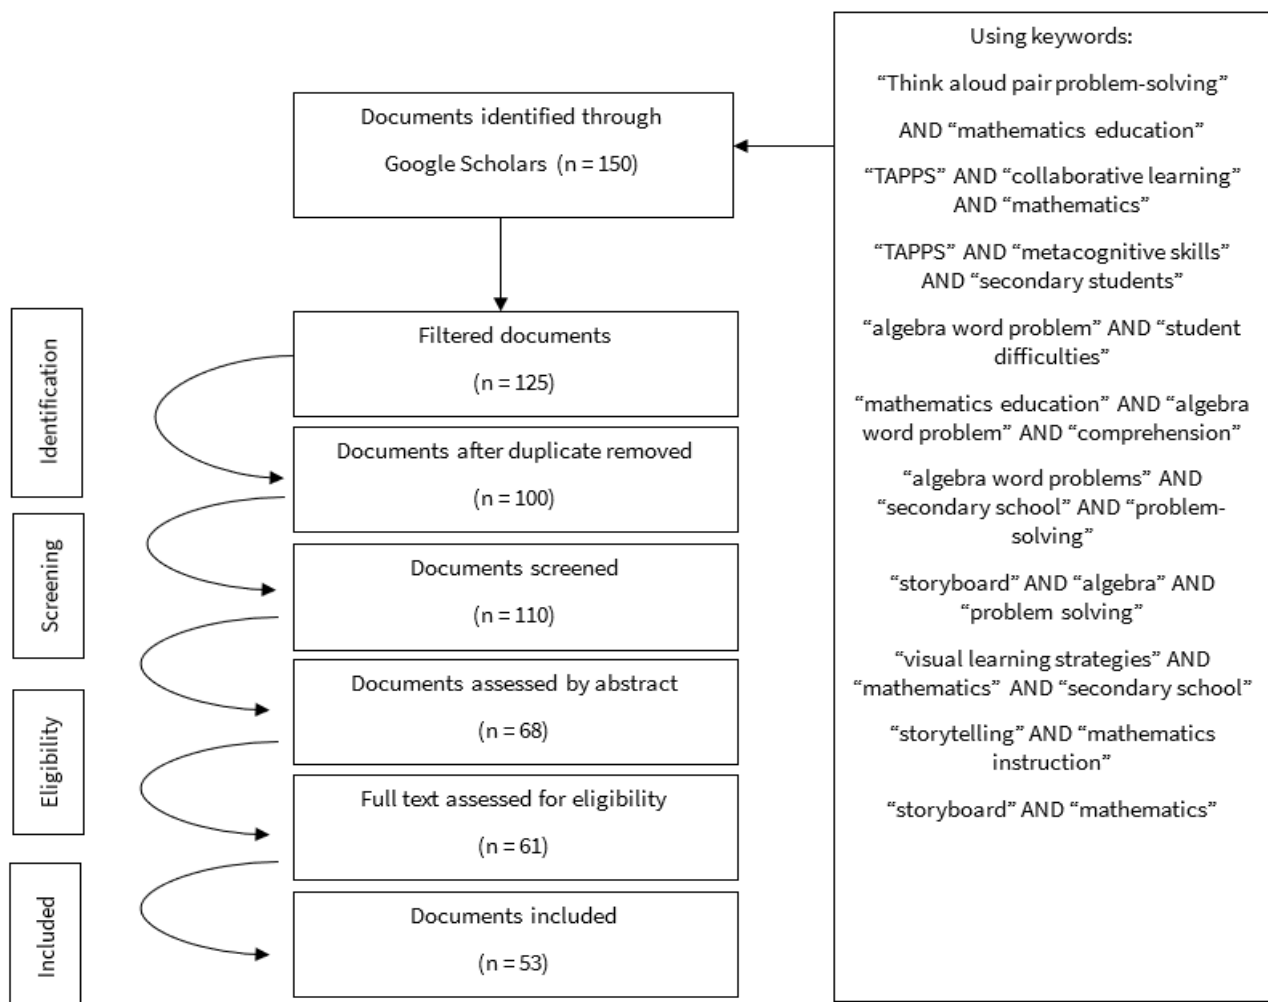 Using keywords:
“Think aloud pair problem-solving”
AND “mathematics education”
“TAPPS” AND “collaborative learning”
AND “mathematics”
“TAPPS” AND “metacognitive skills”
AND “secondary students”
“algebra word problem” AND “student
difficulties”
“mathematics education” AND “algebra
word problem” AND “comprehension”
“algebra word problems” AND
“secondary school” AND “problem-
solving”
“storyboard” AND “algebra” AND
“problem solving”
“visual learning strategies” AND
“mathematics” AND “secondary school”
“storytelling” AND “mathematics
instruction”
“storyboard” AND “mathematics”
Documents identified through
Google Scholars (n = 150)
Identification
Filtered documents
(n = 125)
Documents after duplicate removed
(n = 100)
Screening
Documents screened
(n = 110)
Eligibility
Documents assessed by abstract
(n = 68)
Full text assessed for eligibility
(n = 61)
Included
Documents included
(n = 53)